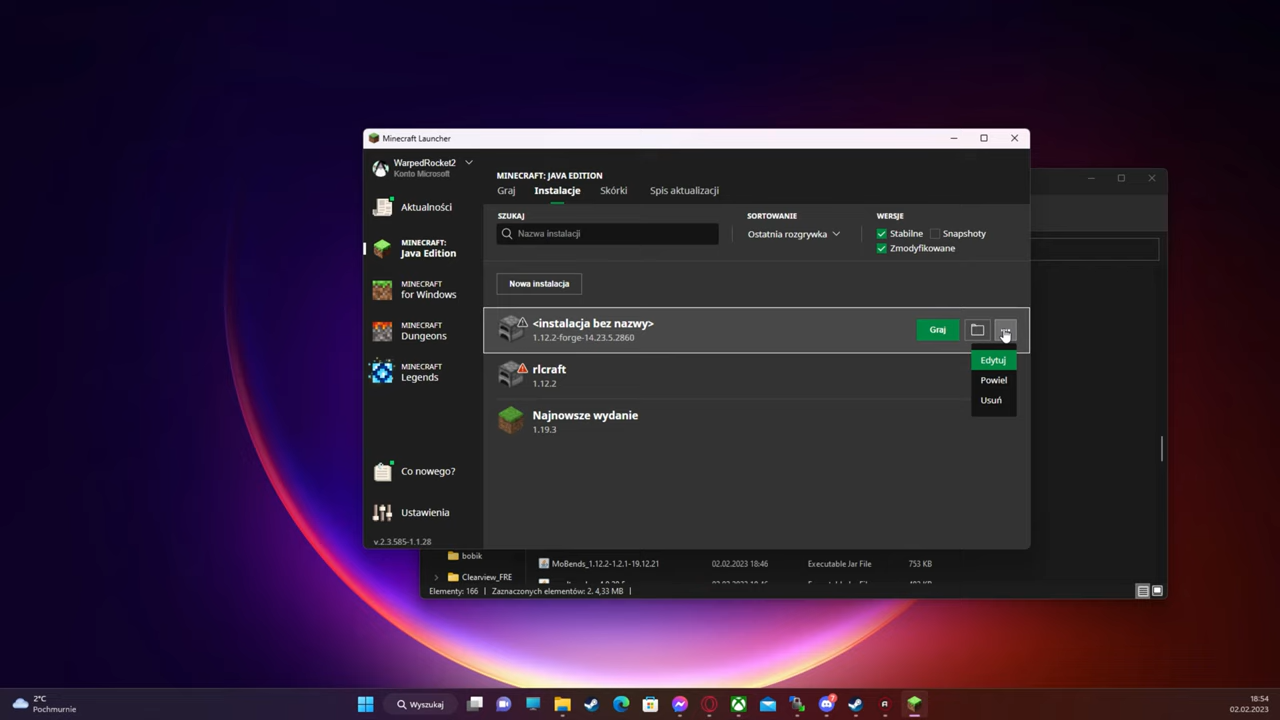 Minecraft Launcher
WarpedRocket2
Konto Microsoft
Aktualności
MINECRAFT:
Java Edition
MINECRAFT
for Windows
MINECRAFT
Dungeons
MINECRAFT
Legends
Co nowego?
Ustawienia
v.2.3.585-1.1.28
MINECRAFT: JAVA EDITION
Graj Instalacje Skórki Spis aktualizacji
SZUKAJ SORTOWANIE WERSJE
Nazwa instalacji Ostatnia rozgrywka Stabilne Snapshoty
Zmodyfikowane
Nowa instalacja
<instalacja bez nazwy>
1.12.2-forge-14.23.5.2860
Graj
Edytuj
Powiel
Usuń
rlcraft
1.12.2
Najnowsze wydanie
1.19.3
bobik
MoBends_1.12.2-1.2.1-19.12.21 02.02.2023 18:46 Executable Jar File 753 KB
Clearview_FRE
Elementy: 166 Zaznaczonych elementów: 2. 4,33 MB
2°C
Pochmurnie
Wyszukaj
7
18:54
02.02.2023